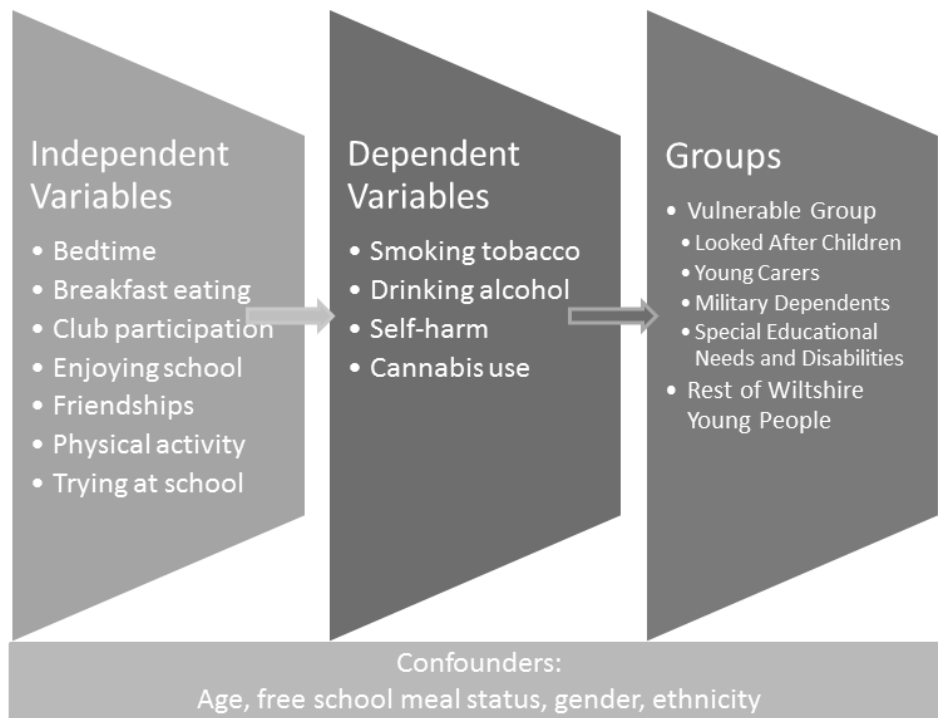 Independent
Variables
• Bedtime
• Breakfast eating
• Club participation
• Enjoying school
• Friendships
• Physical activity
• Trying at school
Dependent
Variables
• Smoking tobacco
• Drinking alcohol
• Self-harm
• Cannabis use
Groups
• Vulnerable Group
• Looked After Children
• Young Carers
• Military Dependents
• Special Educational
Needs and Disabilities
• Rest of Wiltshire
Young People
Confounders:
Age, free school meal status, gender, ethnicity